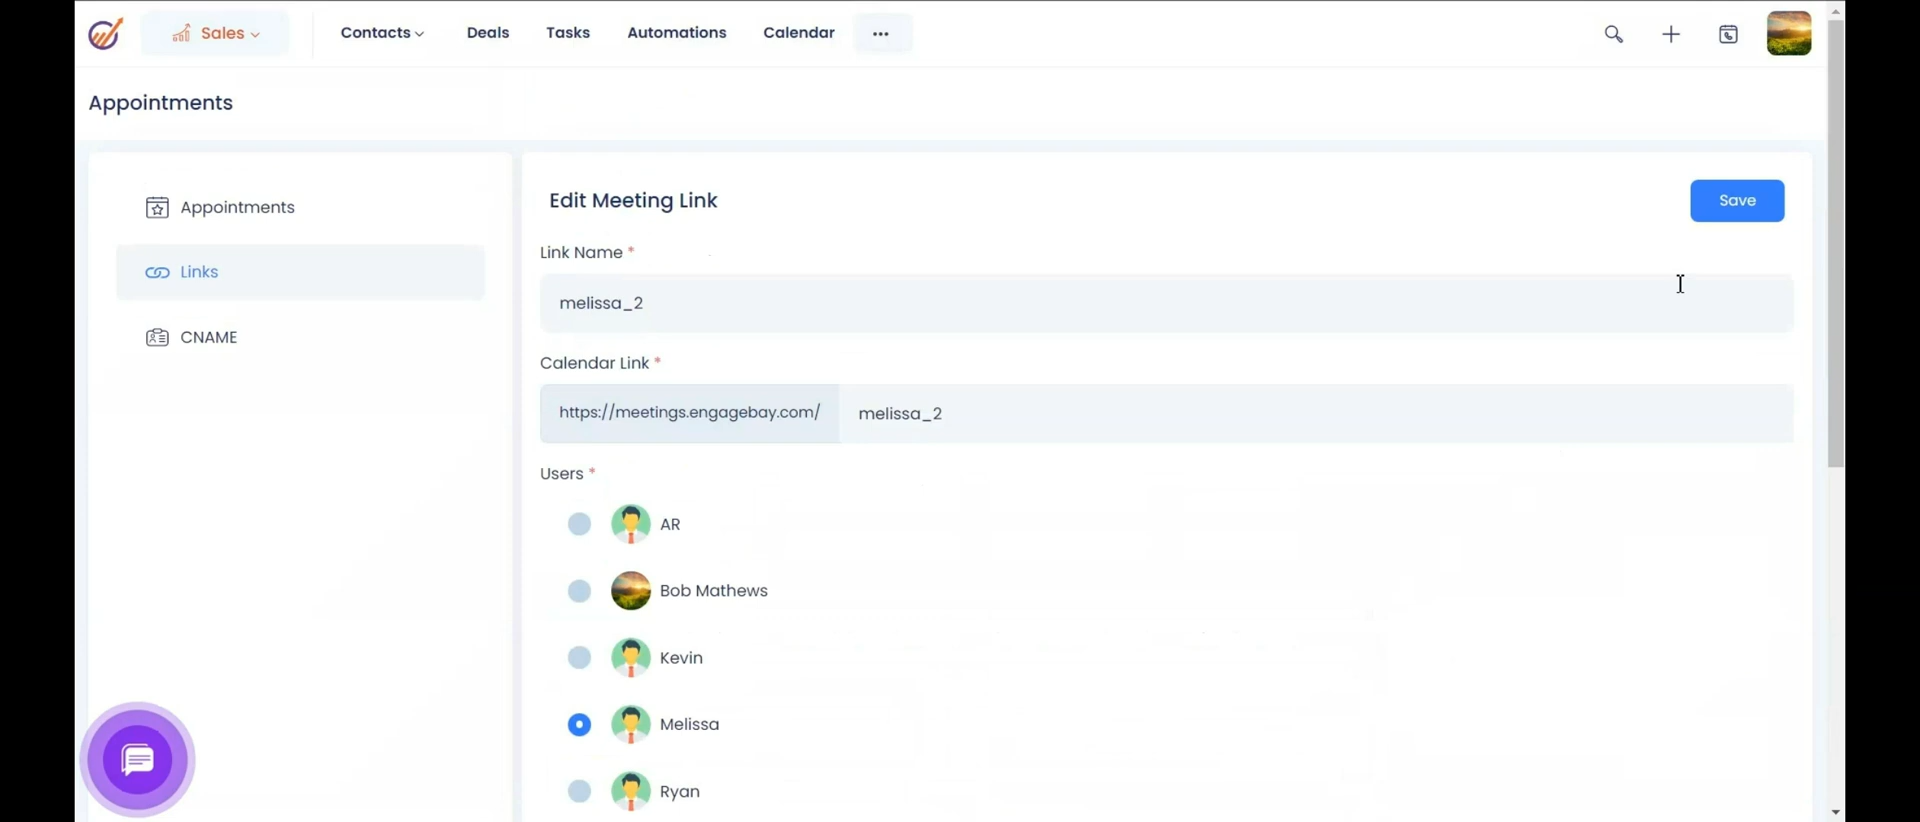 Sales
Contacts
Deals
Tasks
Automations
Calendar
Appointments
Appointments
Links
CNAME
Edit Meeting Link
Save
Link Name *
melissa_2
Calendar Link *
https://meetings.engagebay.com/ melissa_2
Users *
AR
Bob Mathews
Kevin
Melissa
Ryan